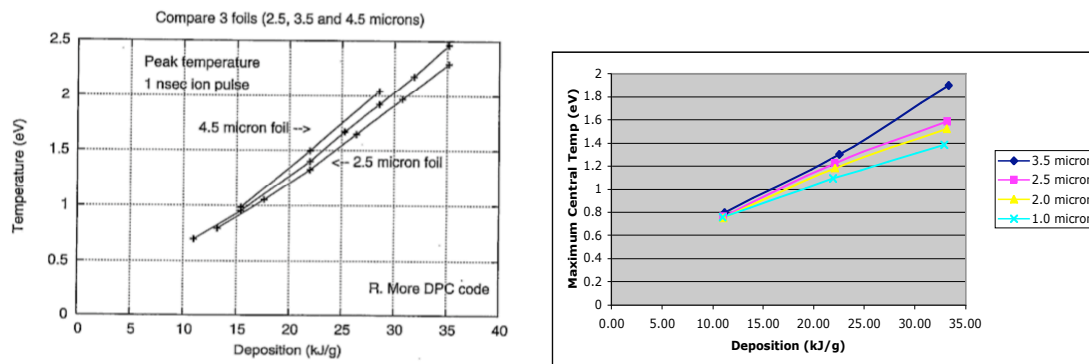 Compare 3 foils (2.5, 3.5 and 4.5 microns)
2.5
2
1.5
1
0.5
0
Temperature (eV)
Peak temperature
1 nsec ion pulse
4.5 micron foil -->
<-- 2.5 micron foil
R. More DPC code
0 5 10 15 20 25 30 35 40
Deposition (kJ/g)
2
1.8
1.6
1.4
1.2
1
0.8
0.6
0.4
0.2
0
Maximum Central Temp (eV)
0.00 5.00 10.00 15.00 20.00 25.00 30.00 35.00
Deposition (kJ/g)
3.5 micron
2.5 micron
2.0 micron
1.0 micron